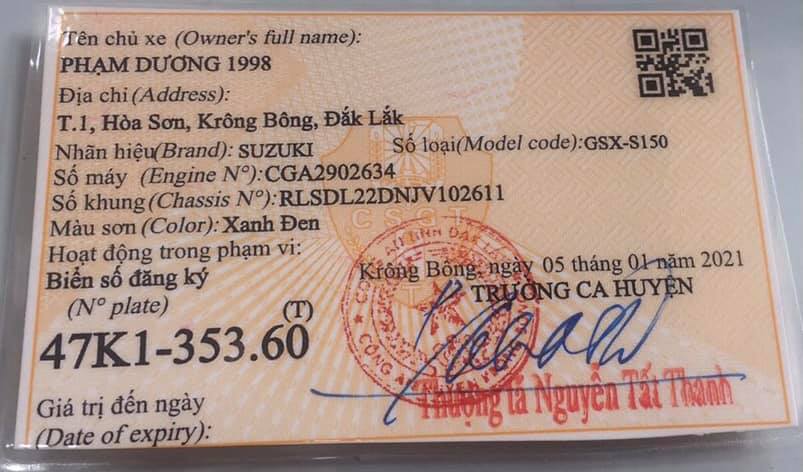 Tên chủ xe (Owner's full name):
PHẠM DƯƠNG 1998
Địa chỉ (Address):
T.1, Hòa Sơn, Krông Bông, Đắk Lắk
Nhãn hiệu(Brand): SUZUKI Số loại(Model code):GSX-S150
Số máy (Engine N°):CGA2902634
Số khung (Chassis N°):RLSDL22DNJV102611
Màu sơn (Color): Xanh Đen
CSGT
Hoạt động trong phạm vi:
Krông Bông, ngày 05 tháng 01 năm 2021
Biển số đăng ký
TRƯỞNG CA HUYỆN
(N° plate)
(T)
47K1-353.60
Thượng tá Nguyễn Tất Thanh
Giá trị đến ngày
(Date of expiry):